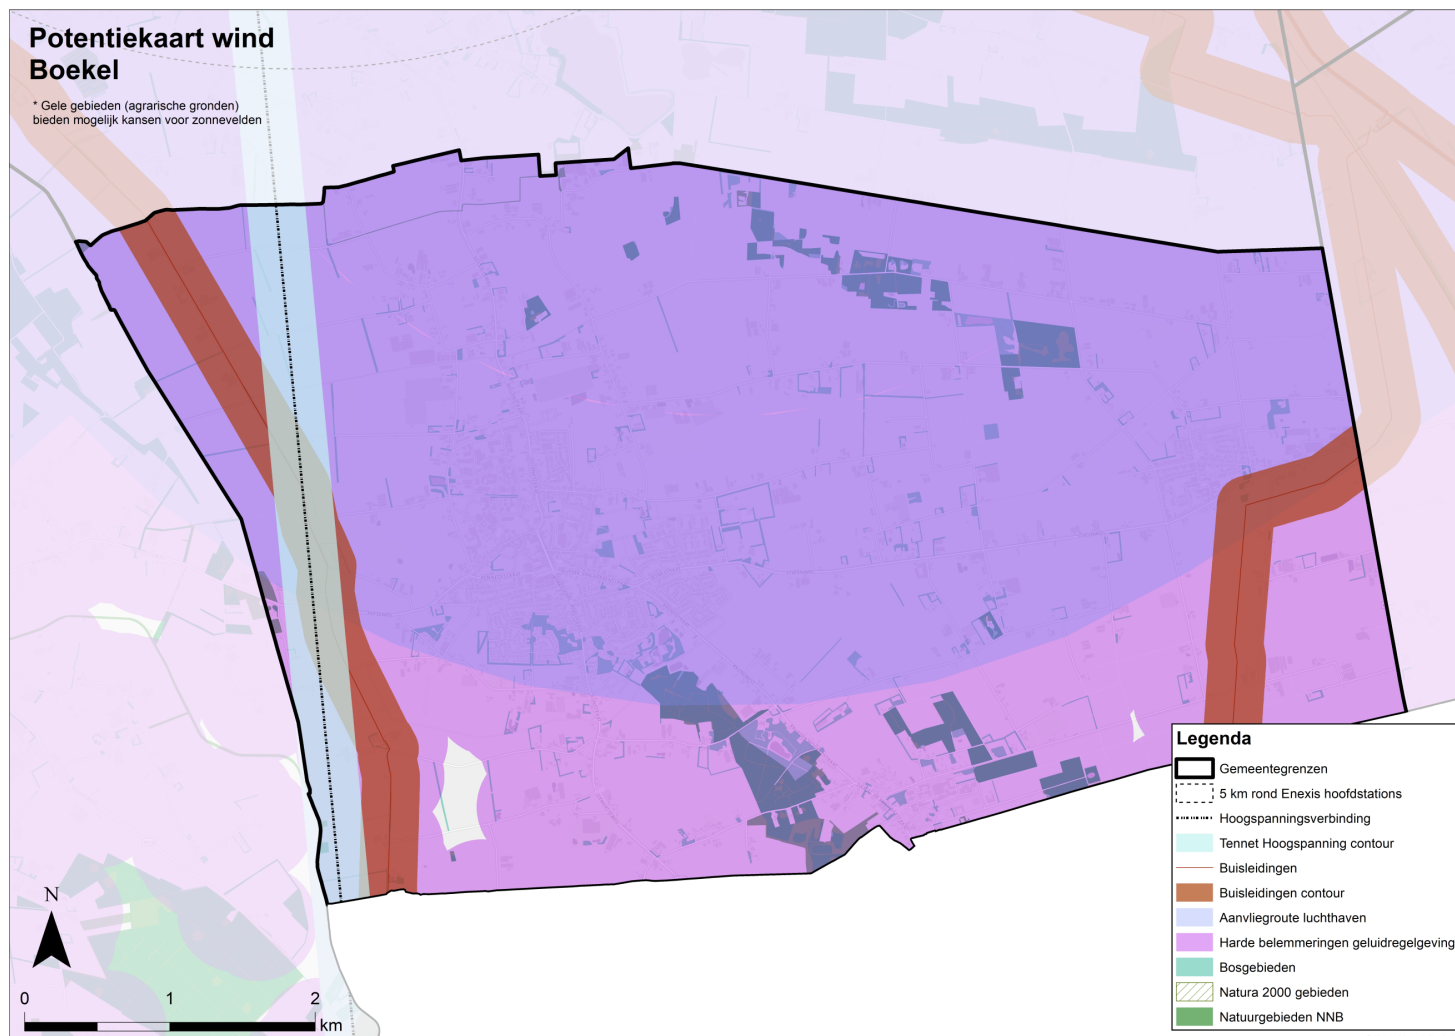 Potentiekaart wind
Boekel
* Gele gebieden (agrarische gronden)
bieden mogelijk kansen voor zonnevelden
Legenda
Gemeentegrenzen
5 km rond Enexis hoofdstations
Hoogspanningsverbinding
Tennet Hoogspanning contour
Buisleidingen
Buisleidingen contour
Aanvliegroute luchthaven
Harde belemmeringen geluidregelgeving
Bosgebieden
Natura 2000 gebieden
Natuurgebieden NNB
N
0 1 2
km